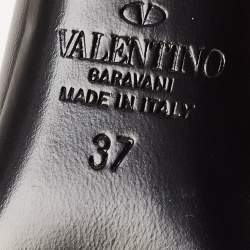 V
VALENTINO
GARAVANI
MADE IN ITALY
37